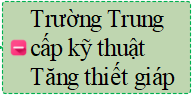 Trường Trung
cấp kỹ thuật
Tăng thiết giáp